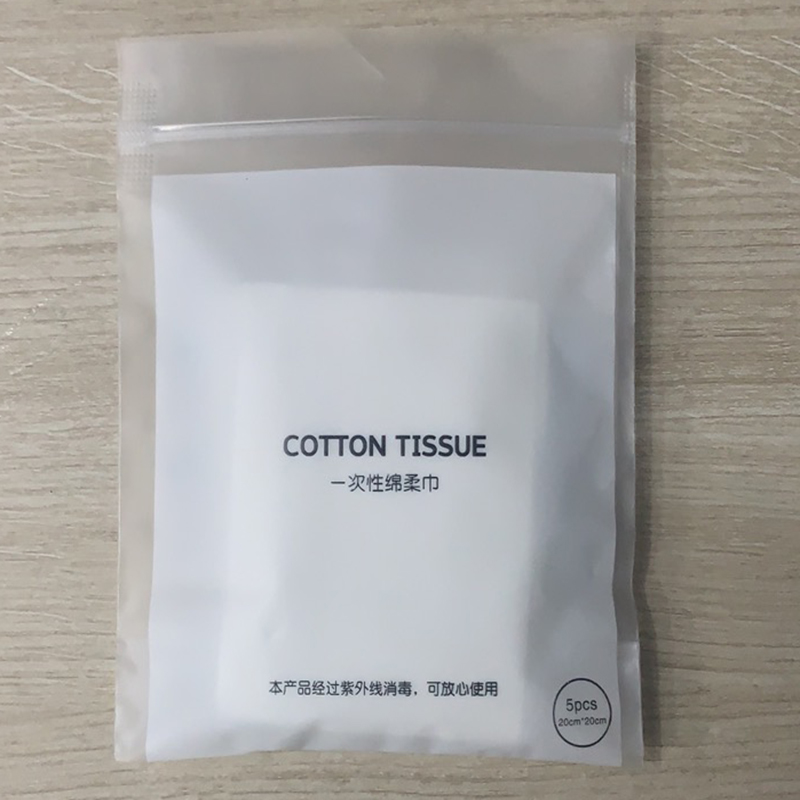 COTTON TISSUE
一次性绵柔巾
本产品经过紫外线消毒，可放心使用
5pcs
20cm*20cm